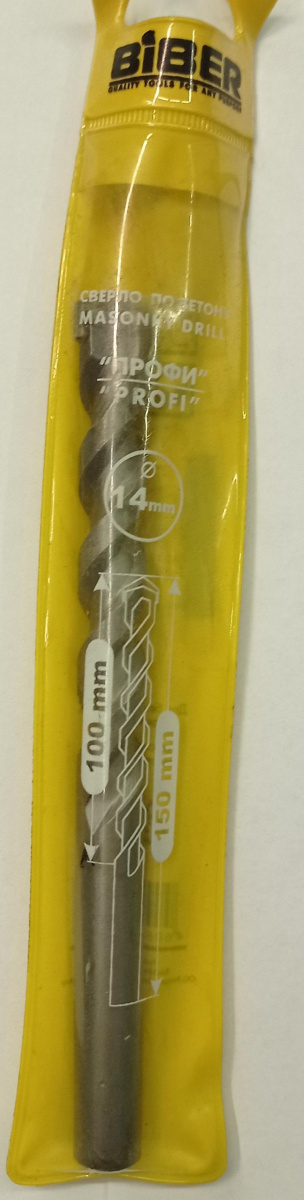 BiBER
QUALITY TOOLS FOR ANY PURPOSE
СВЕРЛО ПО БЕТОНУ
MASONRY DRILL
"ПРОФИ"
"PROFI"
14mm
100 mm
150 mm